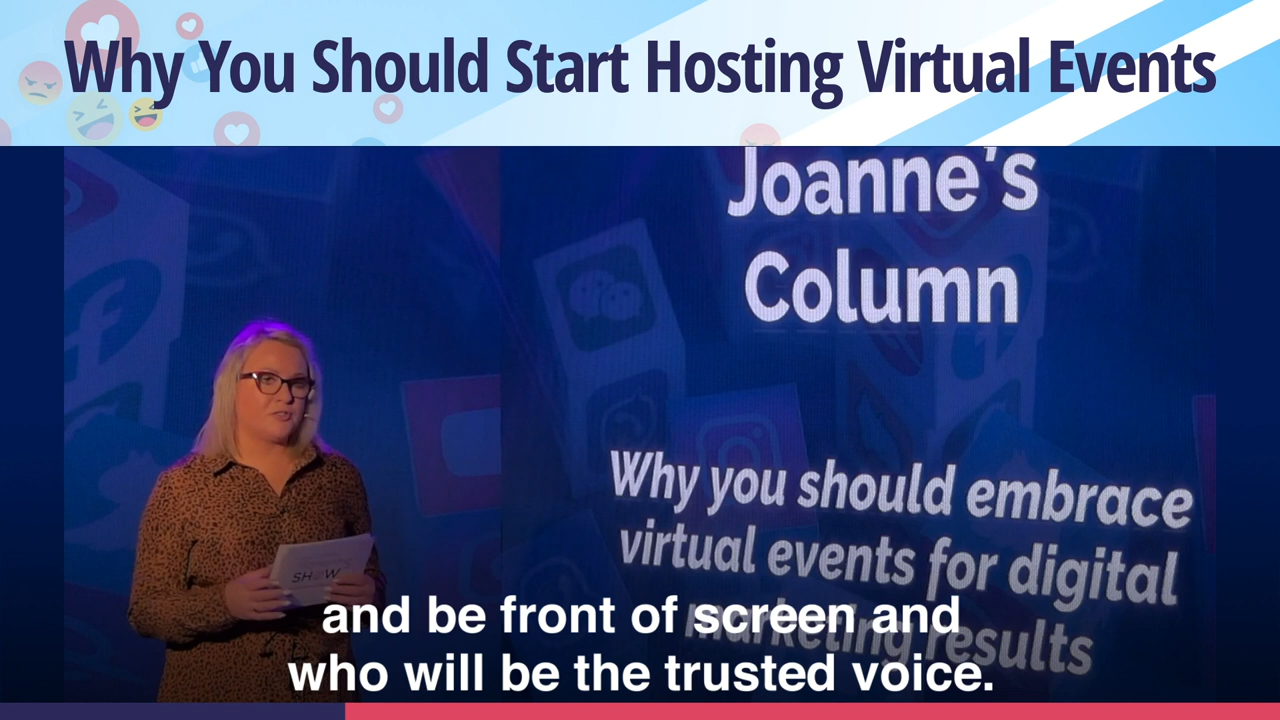 Why You Should Start Hosting Virtual Events
Joanne's
Column
Why you should embrace
virtual events for digital
marketing results
SHOW
and be front of screen and
who will be the trusted voice.